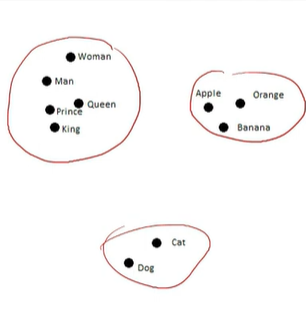 Woman
Man
Queen
Prince
King
Apple
Orange
Banana
Cat
Dog